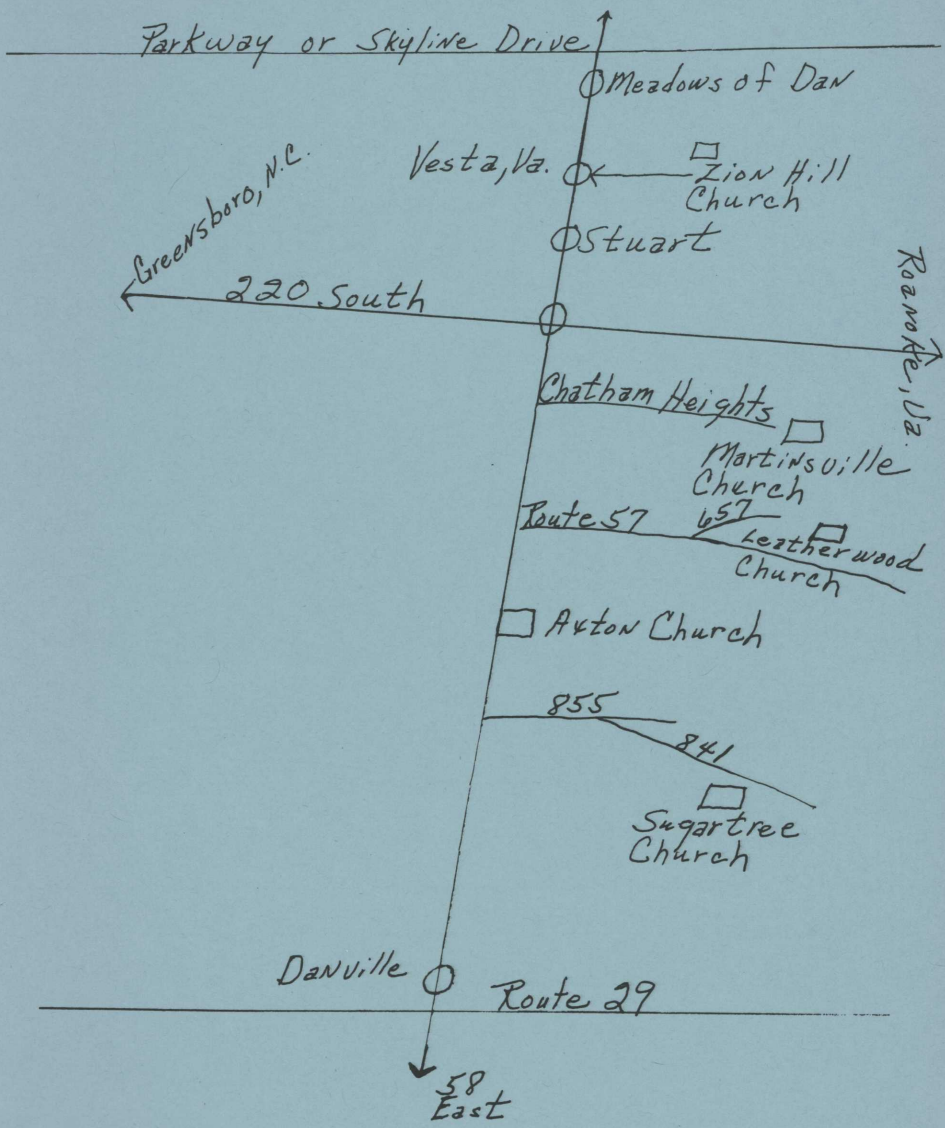 Parkway or Skyline Drive
Meadows of Dan
Vesta, Va.
Zion Hill
Church
Stuart
Greensboro, N.C.
220 South
Roanoke, Va.
Chatham Heights
Martinsville
Church
Route 57
657
Leatherwood
Church
Axton Church
855
841
Sugartree
Church
Danville
Route 29
58
East